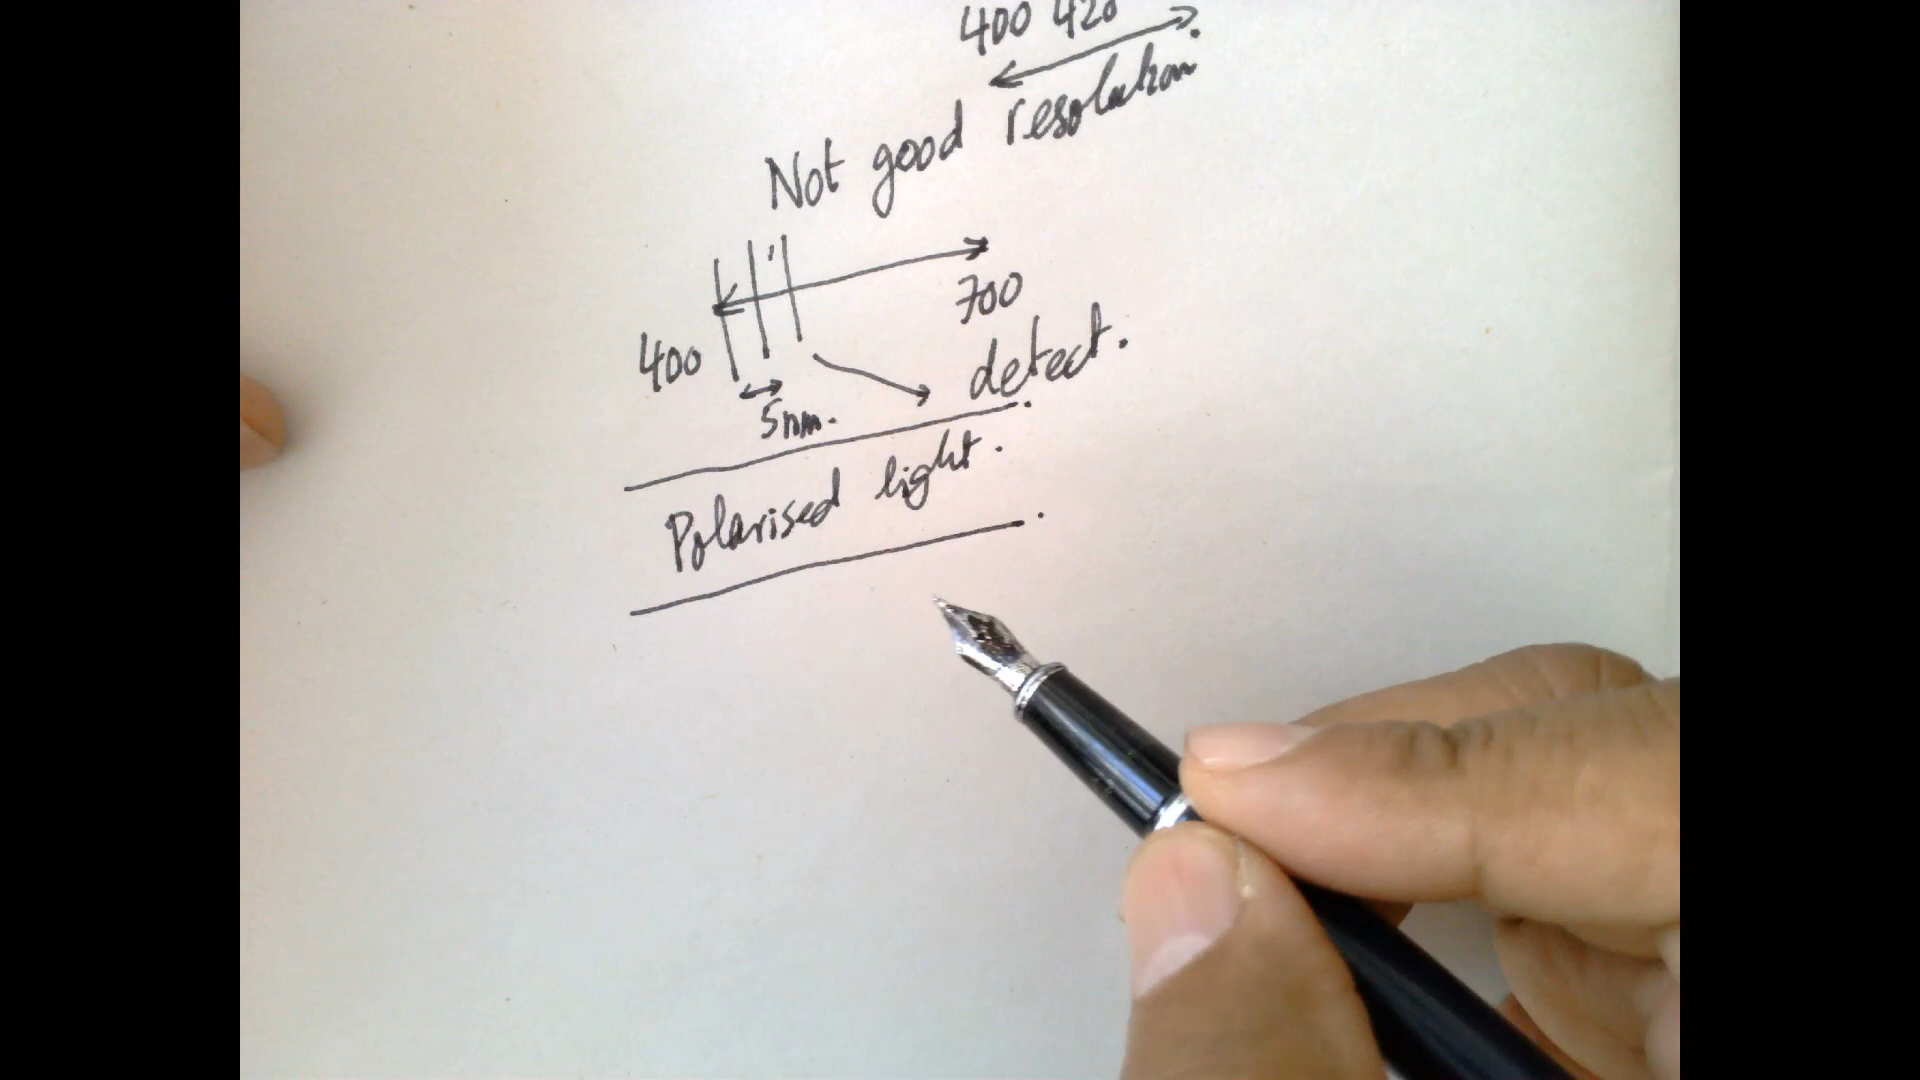 400 420
Not good resolution
700
400
detect.
5nm.
Polarised light.